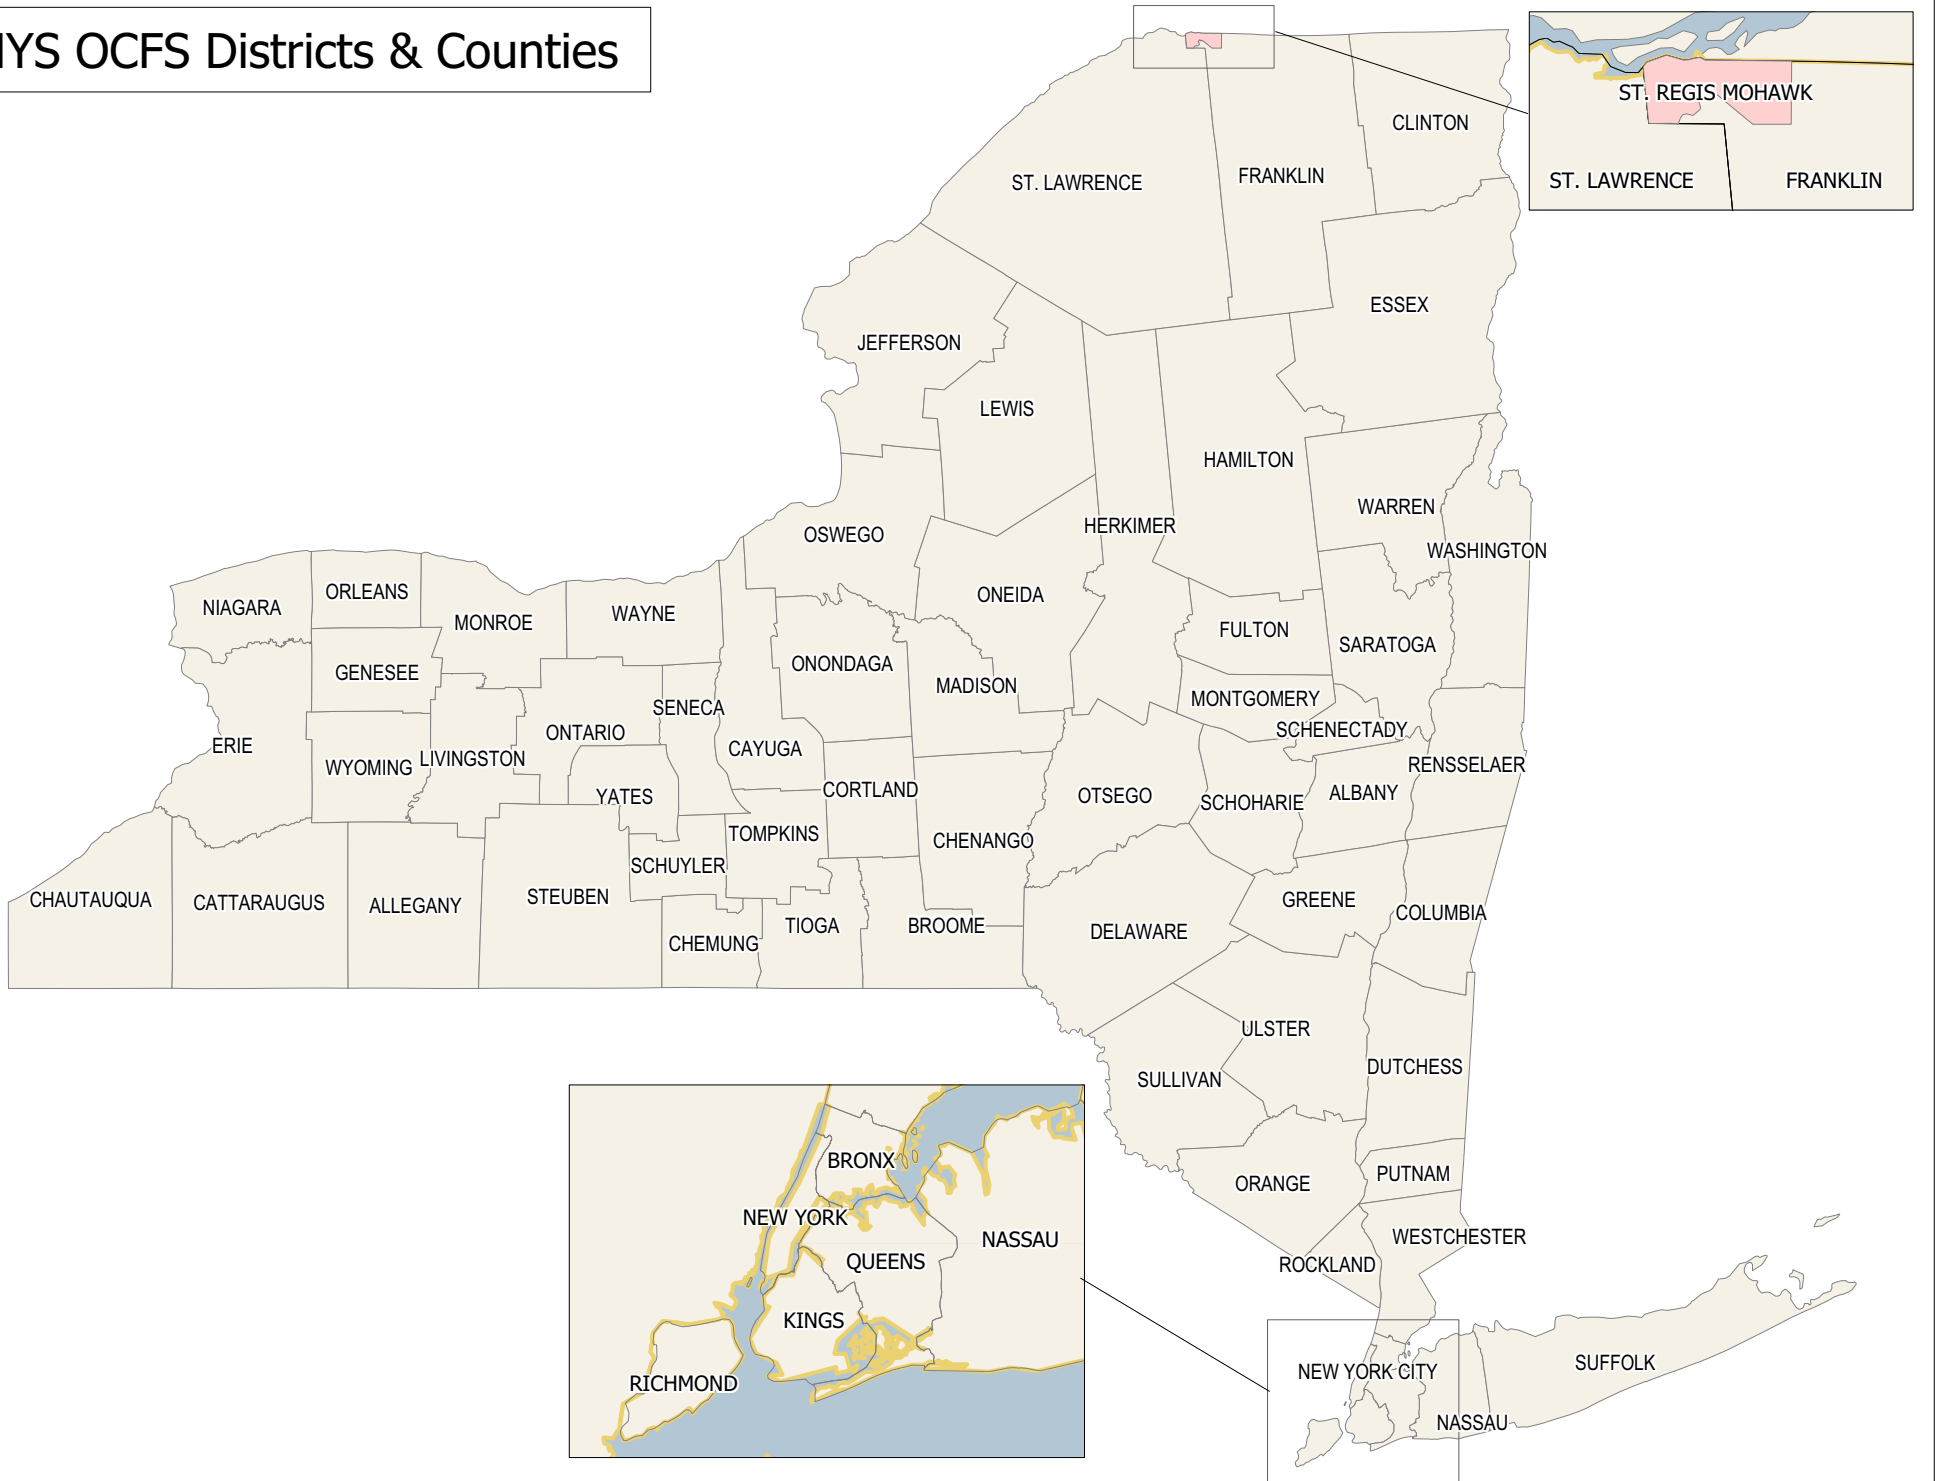 NYS OCFS Districts & Counties
ST. REGIS MOHAWK
ST. LAWRENCE
FRANKLIN
CLINTON
ST. LAWRENCE
FRANKLIN
ESSEX
JEFFERSON
LEWIS
HAMILTON
WARREN
HERKIMER
OSWEGO
WASHINGTON
ORLEANS
ONEIDA
NIAGARA
WAYNE
MONROE
FULTON
SARATOGA
ONONDAGA
GENESEE
MADISON
MONTGOMERY
SENECA
SCHENECTADY
ONTARIO
ERIE
CAYUGA
LIVINGSTON
WYOMING
RENSSELAER
CORTLAND
ALBANY
YATES
OTSEGO
SCHOHARIE
TOMPKINS
CHENANGO
SCHUYLER
STEUBEN
CHAUTAUQUA
CATTARAUGUS
ALLEGANY
GREENE
COLUMBIA
TIOGA
BROOME
DELAWARE
CHEMUNG
ULSTER
DUTCHESS
SULLIVAN
PUTNAM
ORANGE
WESTCHESTER
ROCKLAND
BRONX
NEW YORK
NASSAU
QUEENS
KINGS
RICHMOND
SUFFOLK
NEW YORK CITY
NASSAU